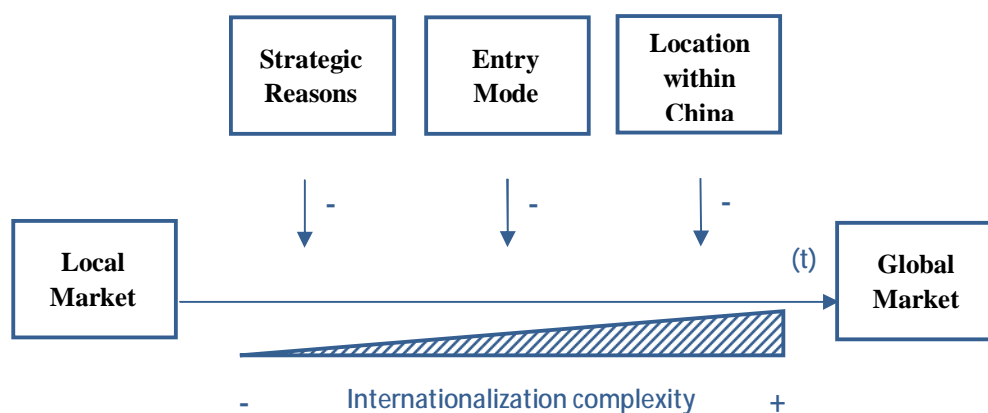 Strategic
Reasons
Entry
Mode
Location
within
China
-
-
-
Local
Market
(t)
Global
Market
- Internationalization complexity +